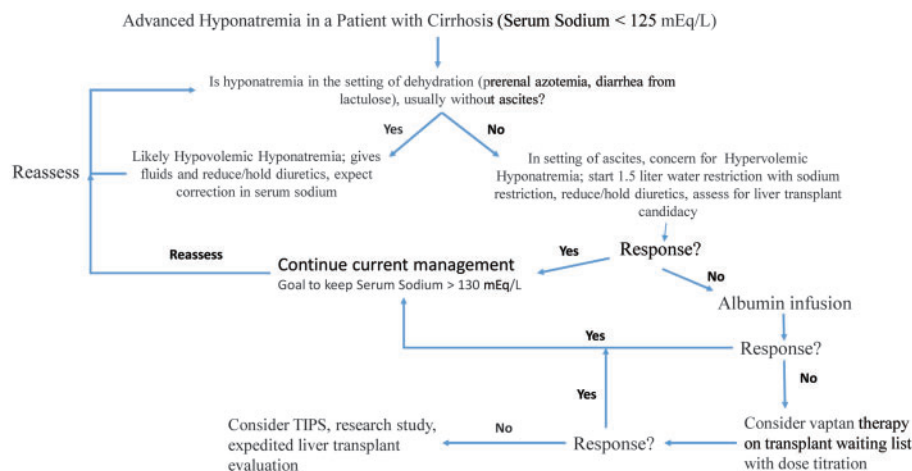 Advanced Hyponatremia in a Patient with Cirrhosis (Serum Sodium < 125 mEq/L)
Is hyponatremia in the setting of dehydration (prerenal azotemia, diarrhea from
lactulose), usually without ascites?
Yes
No
Reassess
Likely Hypovolemic Hyponatremia; gives
fluids and reduce/hold diuretics, expect
correction in serum sodium
In setting of ascites, concern for Hypervolemic
Hyponatremia; start 1.5 liter water restriction with sodium
restriction, reduce/hold diuretics, assess for liver transplant
candidacy
Reassess
Continue current management
Goal to keep Serum Sodium > 130 mEq/L
Yes
Response?
No
Albumin infusion
Yes
Response?
No
Yes
Consider TIPS, research study,
expedited liver transplant
evaluation
No
Response?
Consider vaptan therapy
on transplant waiting list
with dose titration